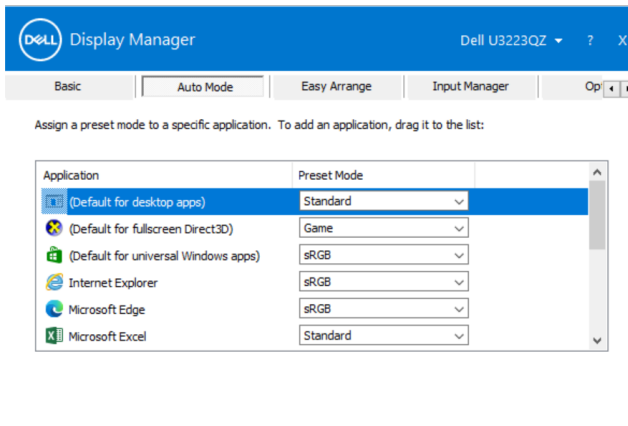 DELL Display Manager Dell U3223QZ ? X
Basic Auto Mode Easy Arrange Input Manager Op
Assign a preset mode to a specific application. To add an application, drag it to the list:
Application Preset Mode
(Default for desktop apps) Standard
(Default for fullscreen Direct3D) Game
(Default for universal Windows apps) sRGB
Internet Explorer sRGB
Microsoft Edge sRGB
Microsoft Excel Standard